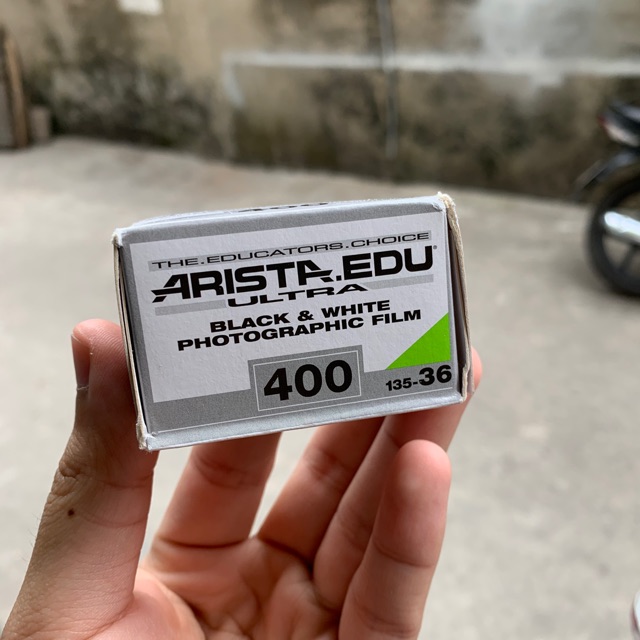 THE.EDUCATORS.CHOICE
ARISTA.EDU®
ULTRA
BLACK & WHITE
PHOTOGRAPHIC FILM
400
135-36